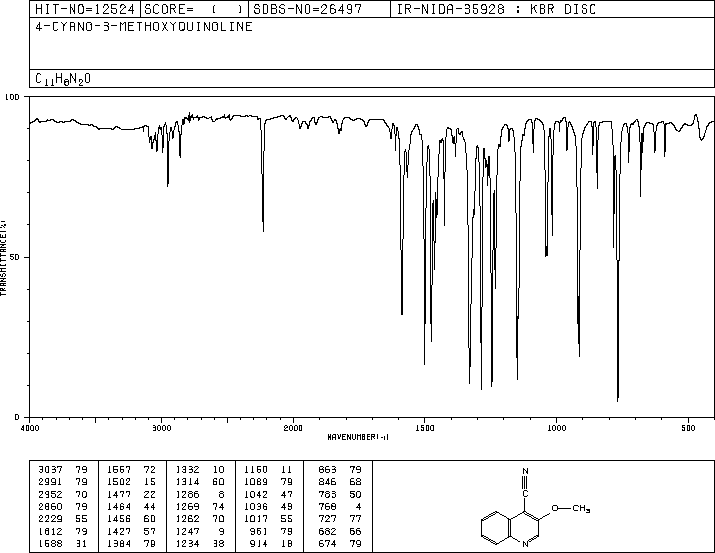 HIT-NO=12524 SCORE= ( ) SDBS-NO=26497 IR-NIDA-35928 : KBR DISC
4-CYANO-3-METHOXYQUINOLINE
C11H8N2O
100
TRANSMITTANCE(%)
50
0
4000 3000 2000 1500 1000 500
WAVENUMBER(-1)
3037 79 1567 72 1332 10 1150 11 863 79
2991 79 1502 15 1314 60 1089 79 846 68
2952 70 1477 22 1286 8 1042 47 783 50
2860 79 1464 44 1269 74 1036 49 768 4
2229 55 1456 60 1262 70 1017 55 727 77
1612 79 1427 57 1247 9 961 79 682 66
1588 31 1384 79 1234 38 914 18 674 79
N
C
O
CH3
N